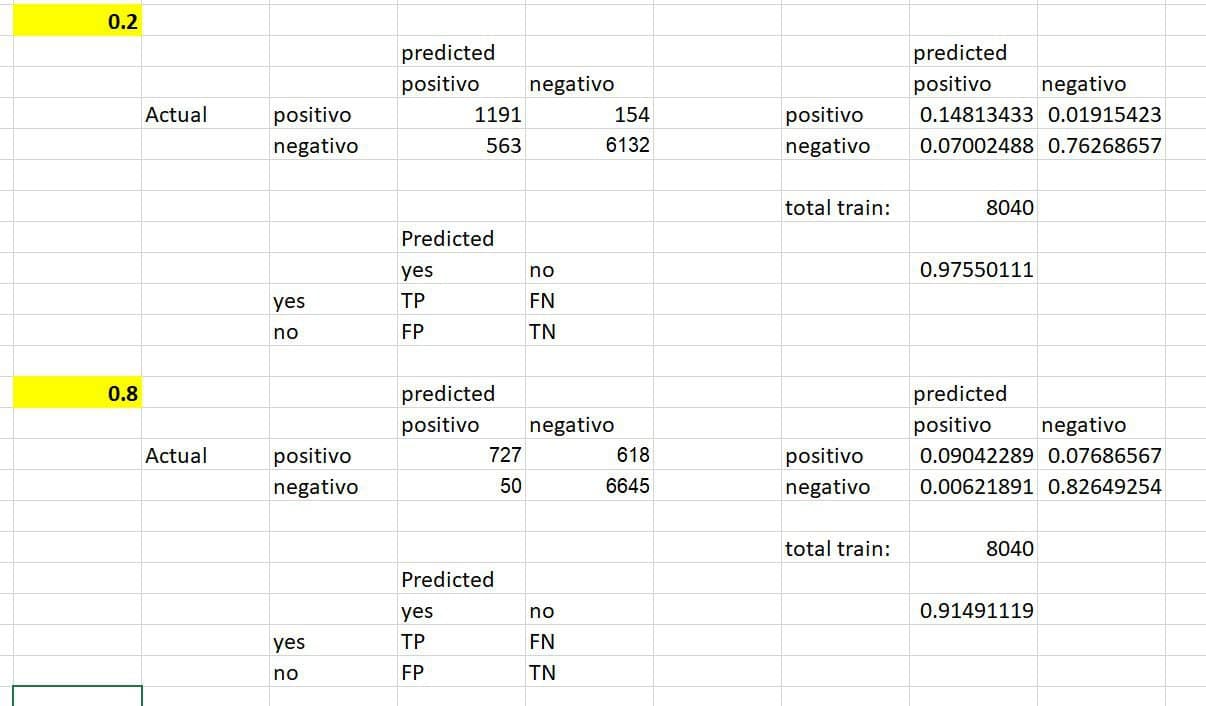 0.2
predicted predicted
positivo negativo positivo negativo
Actual positivo 1191 154 positivo 0.14813433 0.01915423
negativo 563 6132 negativo 0.07002488 0.76268657
total train: 8040
Predicted
yes no 0.97550111
yes TP FN
no FP TN
0.8 predicted predicted
positivo negativo positivo negativo
Actual positivo 727 618 positivo 0.09042289 0.07686567
negativo 50 6645 negativo 0.00621891 0.82649254
total train: 8040
Predicted
yes no 0.91491119
yes TP FN
no FP TN